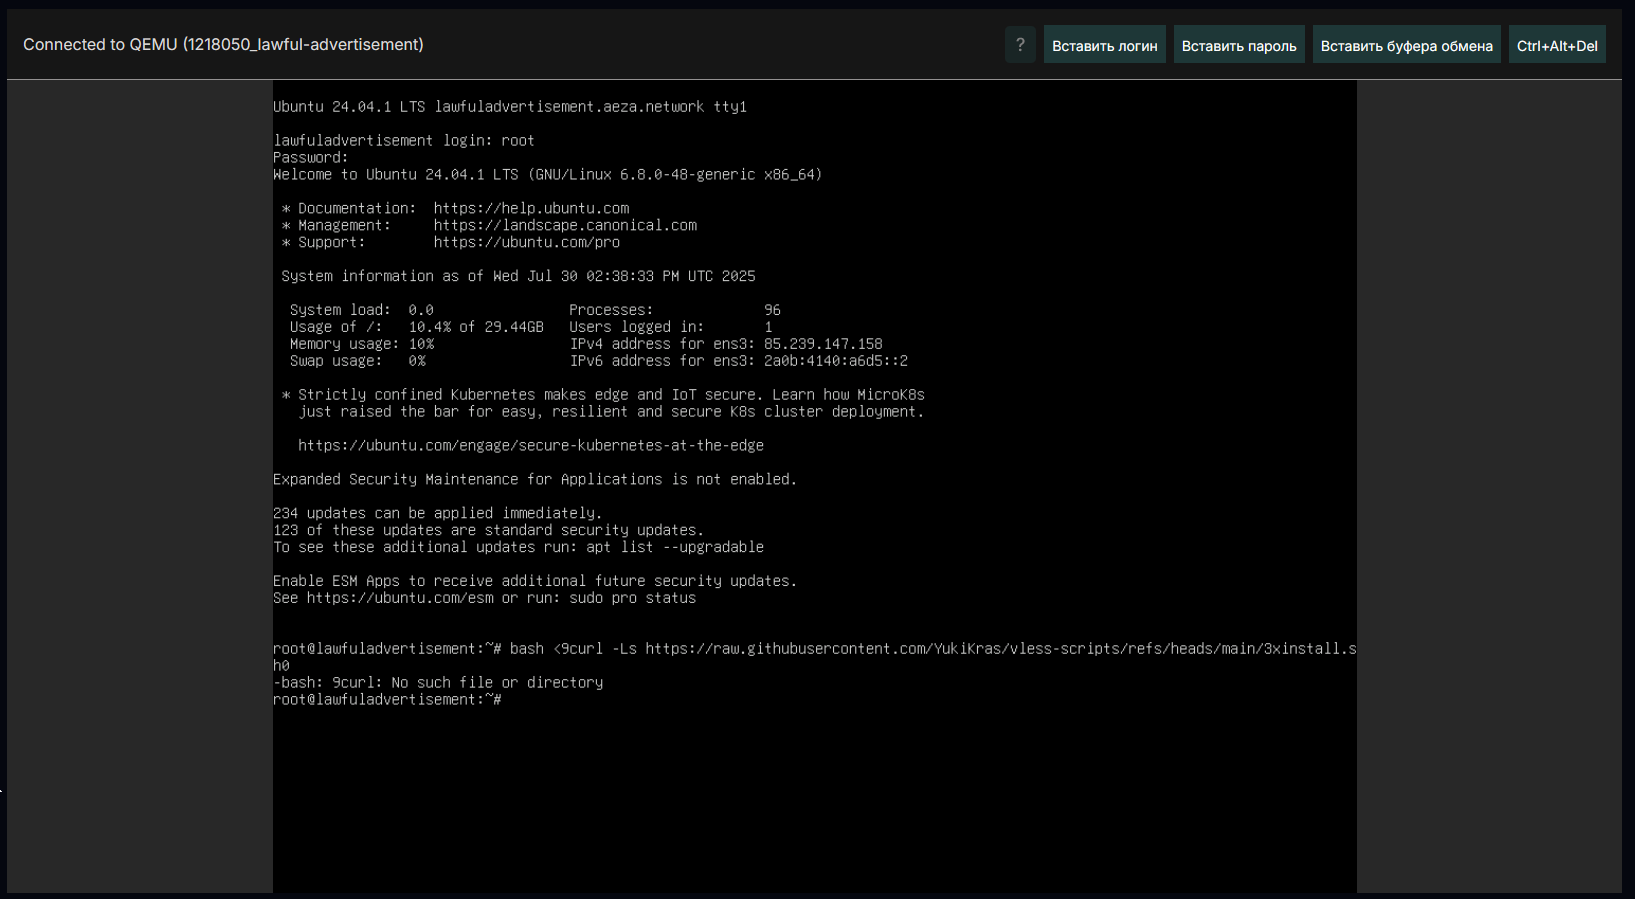 Connected to QEMU (1218050_lawful-advertisement)
? Вставить логин Вставить пароль Вставить буфера обмена Ctrl+Alt+Del
Ubuntu 24.04.1 LTS lawfuladvertisement.aeza.network tty1
lawfuladvertisement login: root
Password:
Welcome to Ubuntu 24.04.1 LTS (GNU/Linux 6.8.0-48-generic x86_64)
* Documentation: https://help.ubuntu.com
* Management: https://landscape.canonical.com
* Support: https://ubuntu.com/pro
System information as of Wed Jul 30 02:38:33 PM UTC 2025
System load: 0.0 Processes: 96
Usage of /: 10.4% of 29.44GB Users logged in: 1
Memory usage: 10% IPv4 address for ens3: 85.239.147.158
Swap usage: 0% IPv6 address for ens3: 2a0b:4140:a6d5::2
* Strictly confined Kubernetes makes edge and IoT secure. Learn how MicroK8s
just raised the bar for easy, resilient and secure K8s cluster deployment.
https://ubuntu.com/engage/secure-kubernetes-at-the-edge
Expanded Security Maintenance for Applications is not enabled.
234 updates can be applied immediately.
123 of these updates are standard security updates.
To see these additional updates run: apt list --upgradable
Enable ESM Apps to receive additional future security updates.
See https://ubuntu.com/esm or run: sudo pro status
root@lawfuladvertisement:~# bash <9curl -Ls https://raw.githubusercontent.com/YukiKras/vless-scripts/refs/heads/main/3xinstall.s
h0
-bash: 9curl: No such file or directory
root@lawfuladvertisement:~#